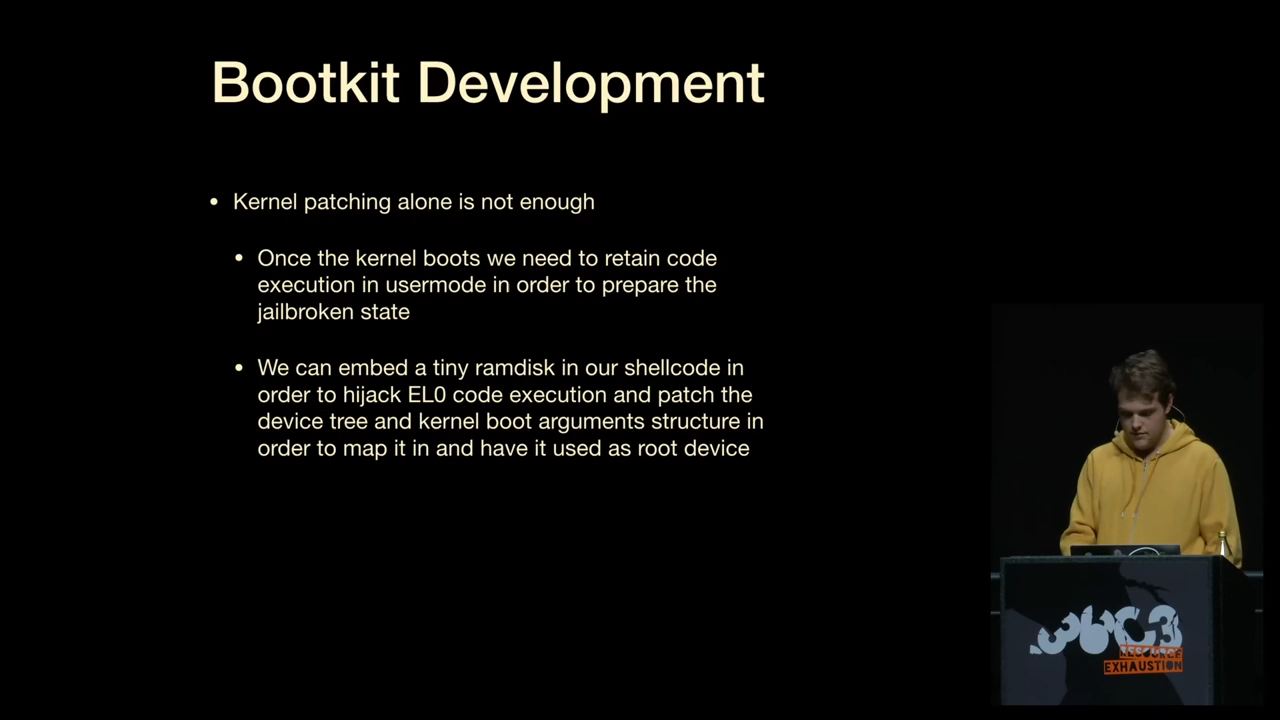 Bootkit Development
• Kernel patching alone is not enough
• Once the kernel boots we need to retain code
execution in usermode in order to prepare the
jailbroken state
• We can embed a tiny ramdisk in our shellcode in
order to hijack EL0 code execution and patch the
device tree and kernel boot arguments structure in
order to map it in and have it used as root device
36C3
RESOURCE
EXHAUSTION